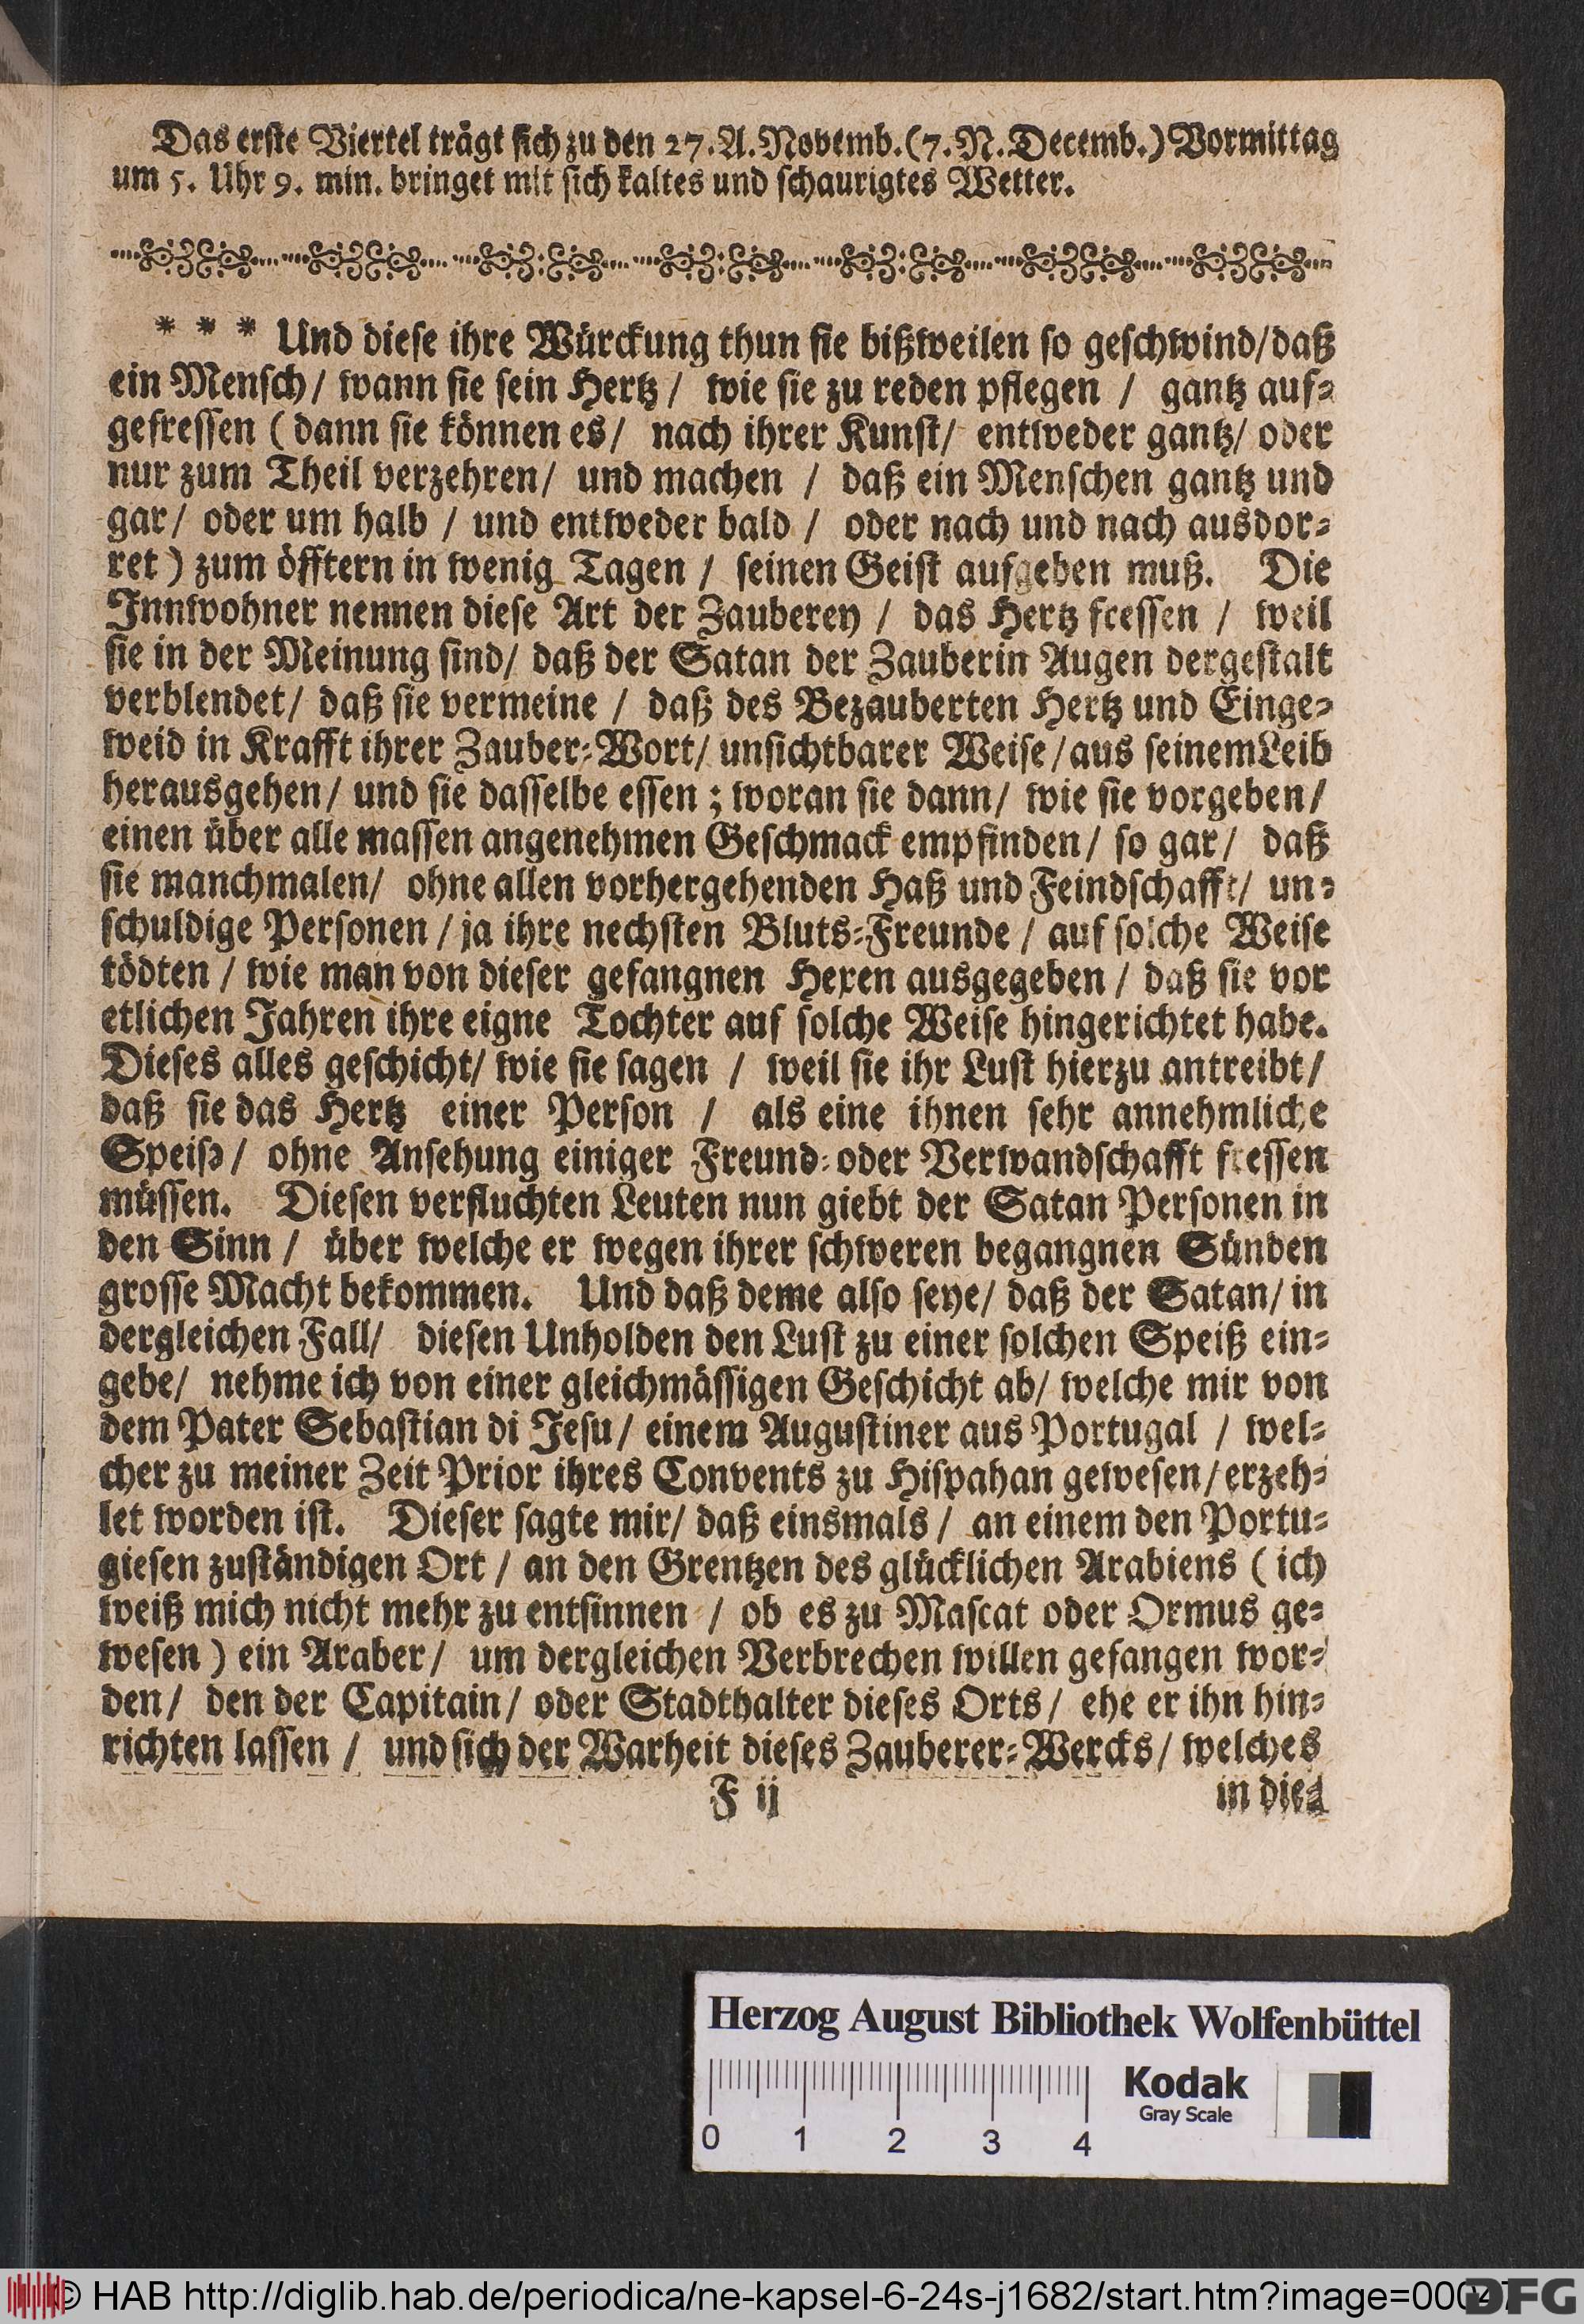 Das erste Viertel trägt sich zu den 27. A. Novemb. (7. N. Decemb.) Vormittag
um 5. Uhr 9. min. bringet mit sich kaltes und schaurigtes Wetter.
* * * Und diese ihre Würckung thun sie bißweilen so geschwind/daß
ein Mensch/ wann sie sein Hertz/ wie sie zu reden pflegen / gantz auf-
gefressen ( dann sie können es/ nach ihrer Kunst/ entweder gantz/ oder
nur zum Theil verzehren/ und machen / daß ein Menschen gantz und
gar/ oder um halb / und entweder bald / oder nach und nach ausdor-
ret ) zum öfftern in wenig Tagen / seinen Geist aufgeben muß. Die
Innwohner nennen diese Art der Zauberey / das Hertz fressen / weil
sie in der Meinung sind/ daß der Satan der Zauberin Augen dergestalt
verblendet/ daß sie vermeine / daß des Bezauberten Hertz und Einge-
weid in Krafft ihrer Zauber-Wort/ unsichtbarer Weise/aus seinem Leib
herausgehen/ und sie dasselbe essen ; woran sie dann/ wie sie vorgeben/
einen über alle massen angenehmen Geschmack empfinden/ so gar/ daß
sie manchmalen/ ohne allen vorhergehenden Haß und Feindschafft/ un-
schuldige Personen / ja ihre nechsten Bluts-Freunde / auf solche Weise
tödten / wie man von dieser gefangnen Hexen ausgegeben / daß sie vor
etlichen Jahren ihre eigne Tochter auf solche Weise hingerichtet habe.
Dieses alles geschicht/ wie sie sagen / weil sie ihr Lust hierzu antreibt/
daß sie das Hertz einer Person / als eine ihnen sehr annehmliche
Speise/ ohne Ansehung einiger Freund-oder Verwandschafft fressen
müssen. Diesen verfluchten Leuten nun giebt der Satan Personen in
den Sinn / über welche er wegen ihrer schweren begangnen Sünden
grosse Macht bekommen. Und daß deme also seye/ daß der Satan/ in
dergleichen Fall/ diesen Unholden den Lust zu einer solchen Speiß ein-
gebe/ nehme ich von einer gleichmässigen Geschicht ab/ welche mir von
dem Pater Sebastian di Jesu/ einem Augustiner aus Portugal / wel-
cher zu meiner Zeit Prior ihres Convents zu Hispahan gewesen/erzeh-
let worden ist. Dieser sagte mir/ daß einsmals / an einem den Portu-
giesen zuständigen Ort / an den Grentzen des glücklichen Arabiens ( ich
weiß mich nicht mehr zu entsinnen / ob es zu Mascat oder Ormus ge-
wesen ) ein Araber/ um dergleichen Verbrechen willen gefangen wor-
den/ den der Capitain/ oder Stadthalter dieses Orts/ ehe er ihn hin-
richten lassen / und sich der Warheit dieses Zauberer-Wercks/ welches
F ij in die-
Herzog August Bibliothek Wolfenbüttel
Kodak
Gray Scale
0 1 2 3 4
© HAB http://diglib.hab.de/periodica/ne-kapsel-6-24s-j1682/start.htm?image=00047
DFG